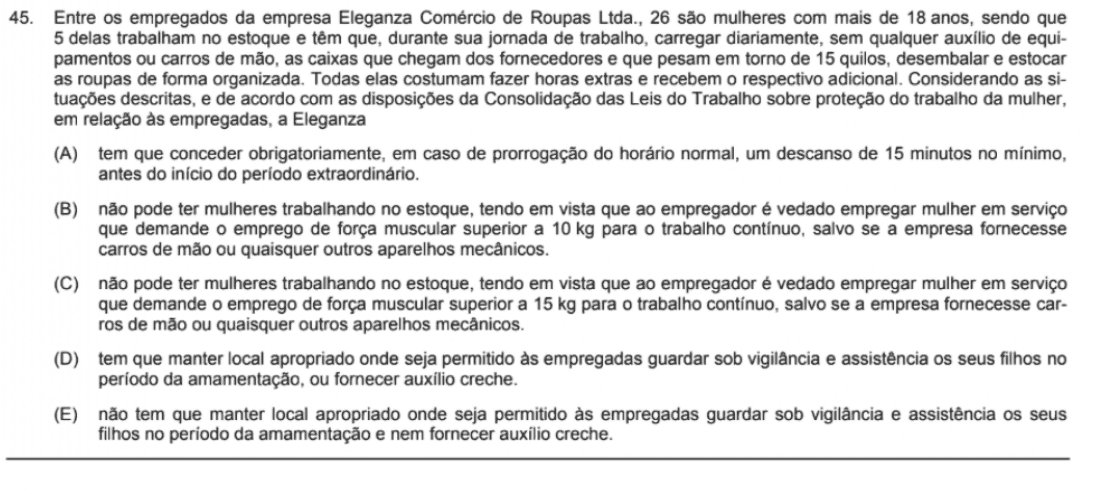 45. Entre os empregados da empresa Eleganza Comércio de Roupas Ltda., 26 são mulheres com mais de 18 anos, sendo que
5 delas trabalham no estoque e têm que, durante sua jornada de trabalho, carregar diariamente, sem qualquer auxílio de equi-
pamentos ou carros de mão, as caixas que chegam dos fornecedores e que pesam em torno de 15 quilos, desembalar e estocar
as roupas de forma organizada. Todas elas costumam fazer horas extras e recebem o respectivo adicional. Considerando as si-
tuações descritas, e de acordo com as disposições da Consolidação das Leis do Trabalho sobre proteção do trabalho da mulher,
em relação às empregadas, a Eleganza
(A) tem que conceder obrigatoriamente, em caso de prorrogação do horário normal, um descanso de 15 minutos no mínimo,
antes do início do período extraordinário.
(B) não pode ter mulheres trabalhando no estoque, tendo em vista que ao empregador é vedado empregar mulher em serviço
que demande o emprego de força muscular superior a 10 kg para o trabalho contínuo, salvo se a empresa fornecesse
carros de mão ou quaisquer outros aparelhos mecânicos.
(C) não pode ter mulheres trabalhando no estoque, tendo em vista que ao empregador é vedado empregar mulher em serviço
que demande o emprego de força muscular superior a 15 kg para o trabalho contínuo, salvo se a empresa fornecesse car-
ros de mão ou quaisquer outros aparelhos mecânicos.
(D) tem que manter local apropriado onde seja permitido às empregadas guardar sob vigilância e assistência os seus filhos no
período da amamentação, ou fornecer auxílio creche.
(E) não tem que manter local apropriado onde seja permitido às empregadas guardar sob vigilância e assistência os seus
filhos no período da amamentação e nem fornecer auxílio creche.